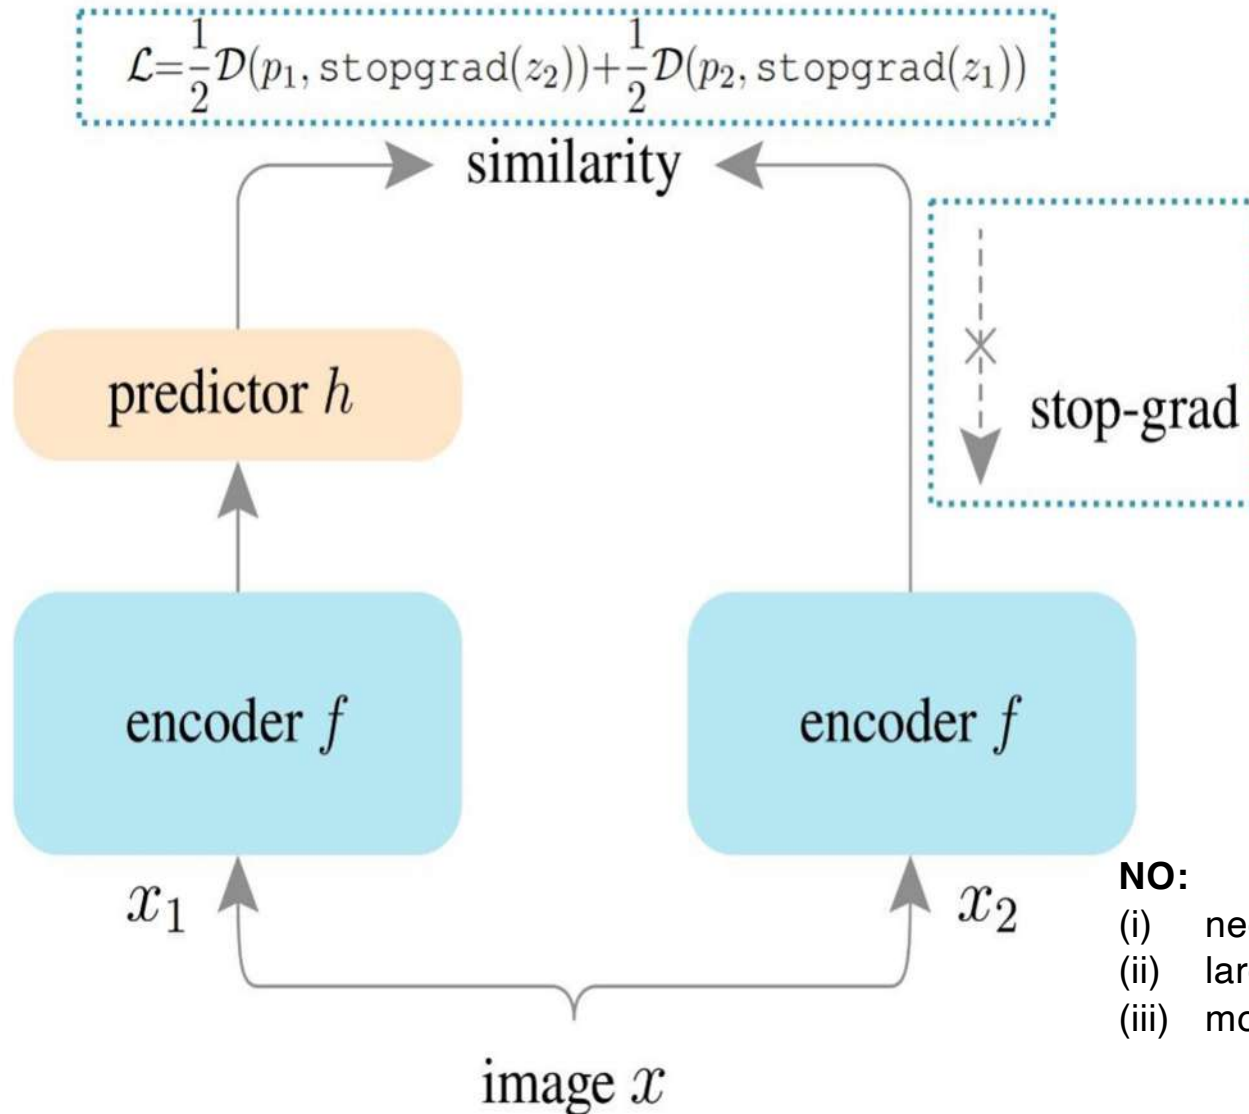 ℒ=1/2𝒟(p₁, stopgrad(z₂))+1/2𝒟(p₂, stopgrad(z₁))
similarity
stop-grad
predictor h
encoder f
encoder f
x₁
x₂
NO:
(i)
(ii)
(iii)
image x